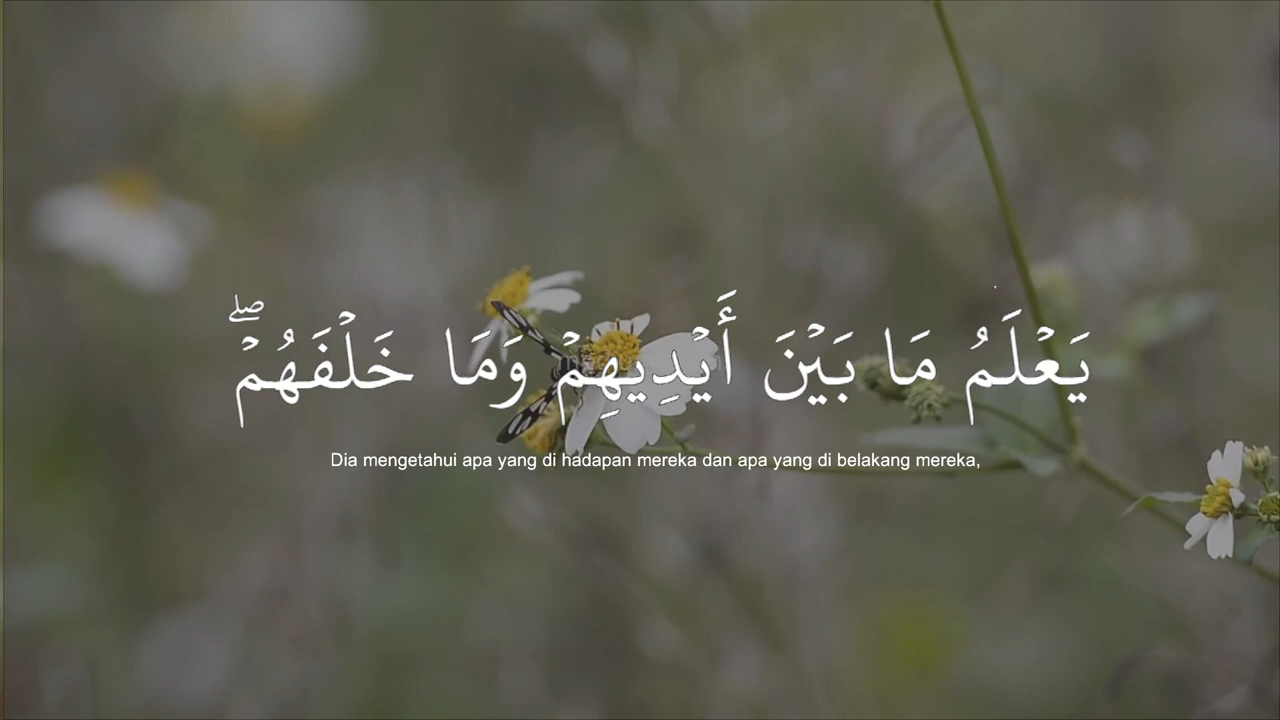 يَعْلَمُ مَا بَيْنَ أَيْدِيهِمْ وَمَا خَلْفَهُمْۖ
Dia mengetahui apa yang di hadapan mereka dan apa yang di belakang mereka,